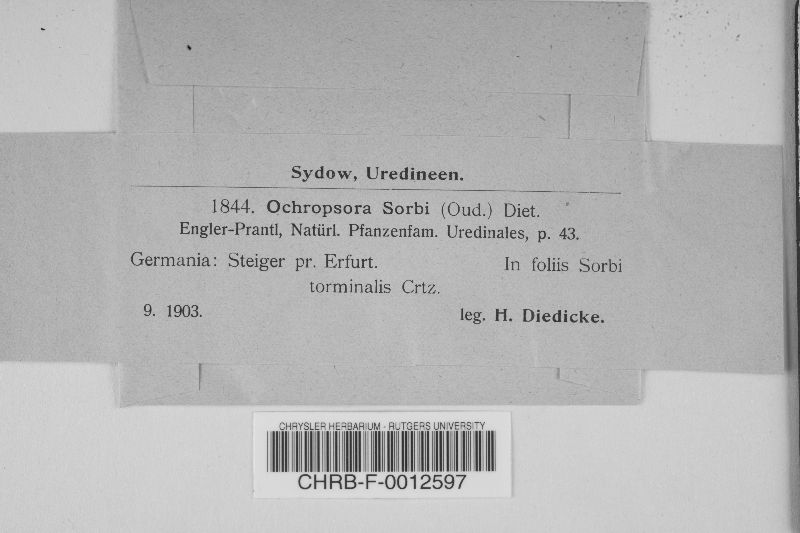 Sydow, Uredineen.
1844. Ochropsora Sorbi (Oud.) Diet.
Engler-Prantl, Natürl. Pfanzenfam. Uredinales, p. 43.
Germania: Steiger pr. Erfurt. In foliis Sorbi
torminalis Crtz.
9. 1903. leg. H. Diedicke.
CHRYSLER HERBARIUM - RUTGERS UNIVERSITY
CHRB-F-0012597